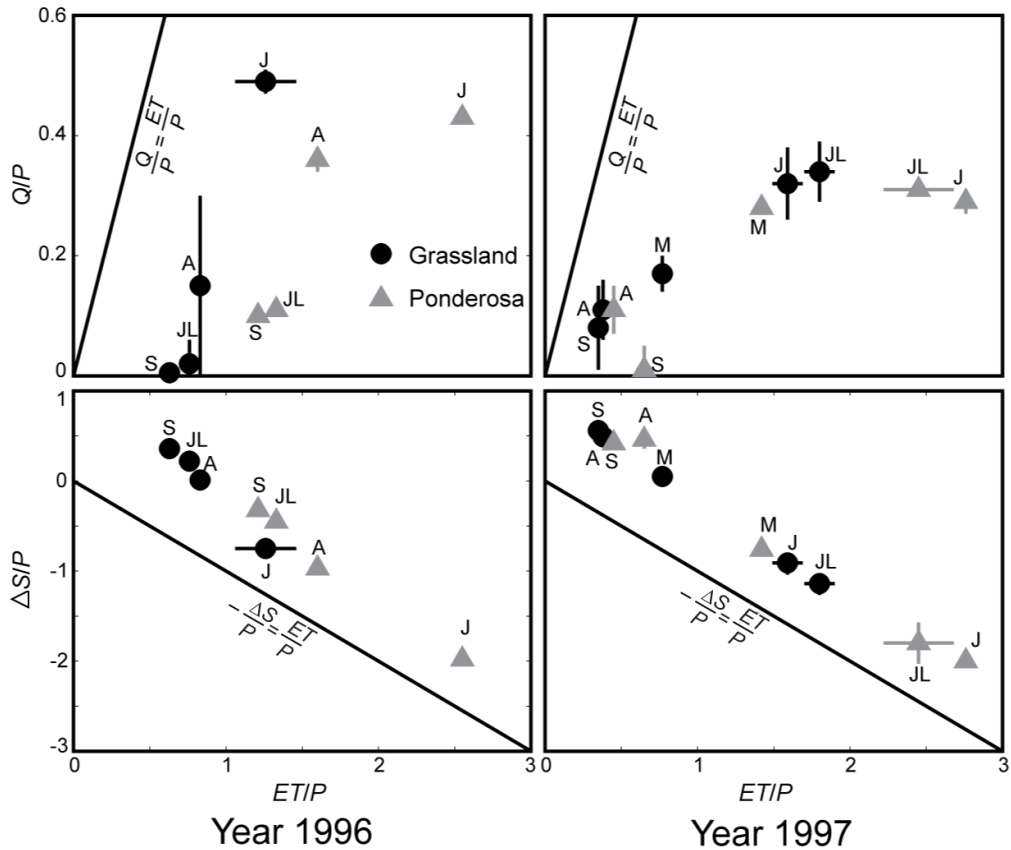 0.6
0.4
0.2
0
Q/P
Q/P = ET/P
J
A
J
A
JL
S
S
JL
Grassland
Ponderosa
Q/P = ET/P
J
JL
JL
J
M
M
A
A
S
S
1
0
-1
-2
-3
ΔS/P
S
JL
A
S
JL
J
A
J
-ΔS/P = ET/P
S
A
A
S
M
M
J
JL
JL
J
-ΔS/P = ET/P
0 1 2 3
0 1 2 3
ET/P
ET/P
Year 1996
Year 1997